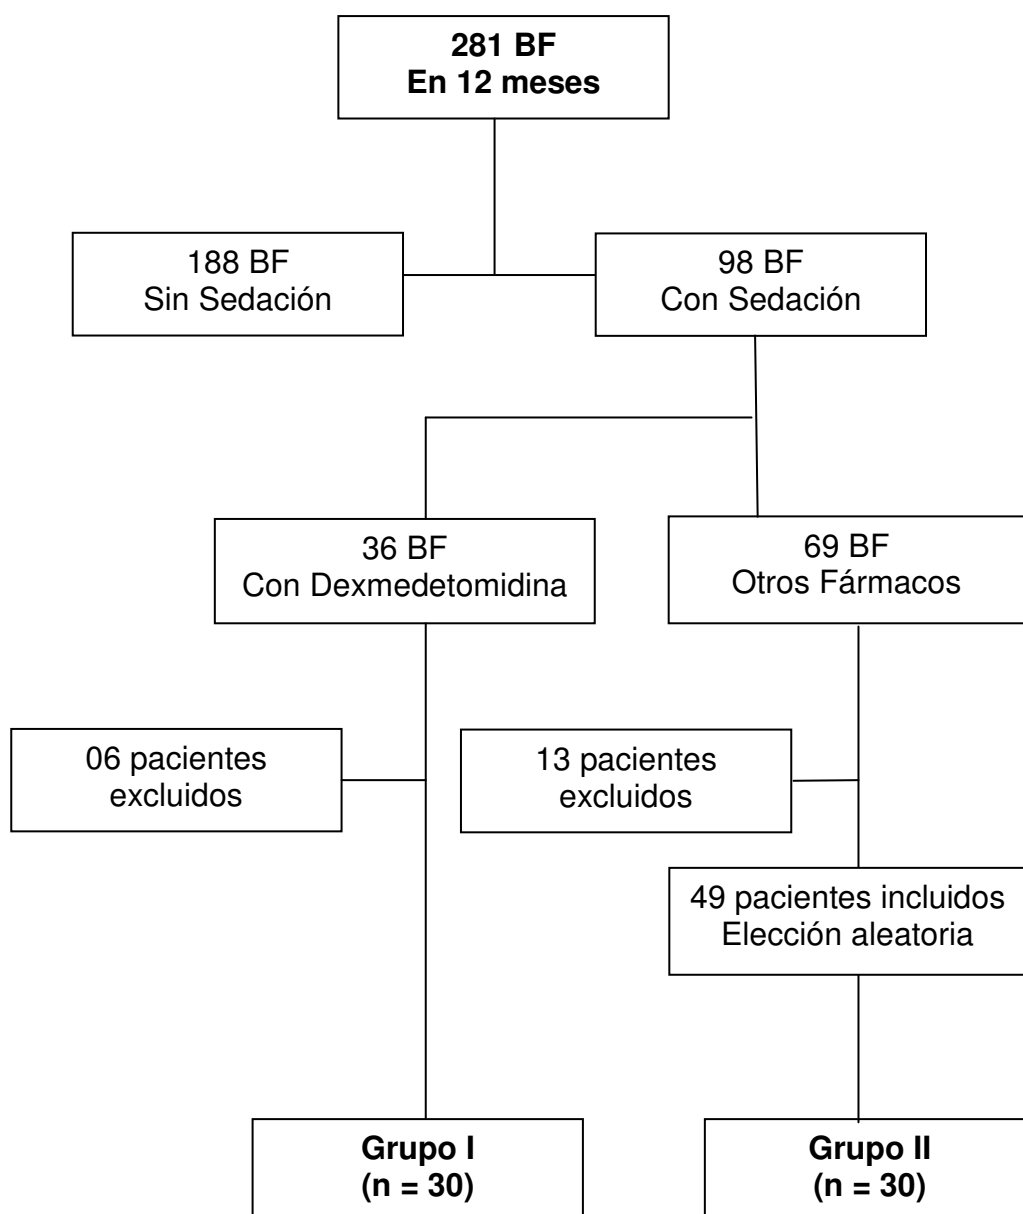 281 BF
En 12 meses
188 BF
Sin Sedación
98 BF
Con Sedación
36 BF
Con Dexmedetomidina
69 BF
Otros Fármacos
06 pacientes
excluidos
13 pacientes
excluidos
49 pacientes incluidos
Elección aleatoria
Grupo I
(n = 30)
Grupo II
(n = 30)